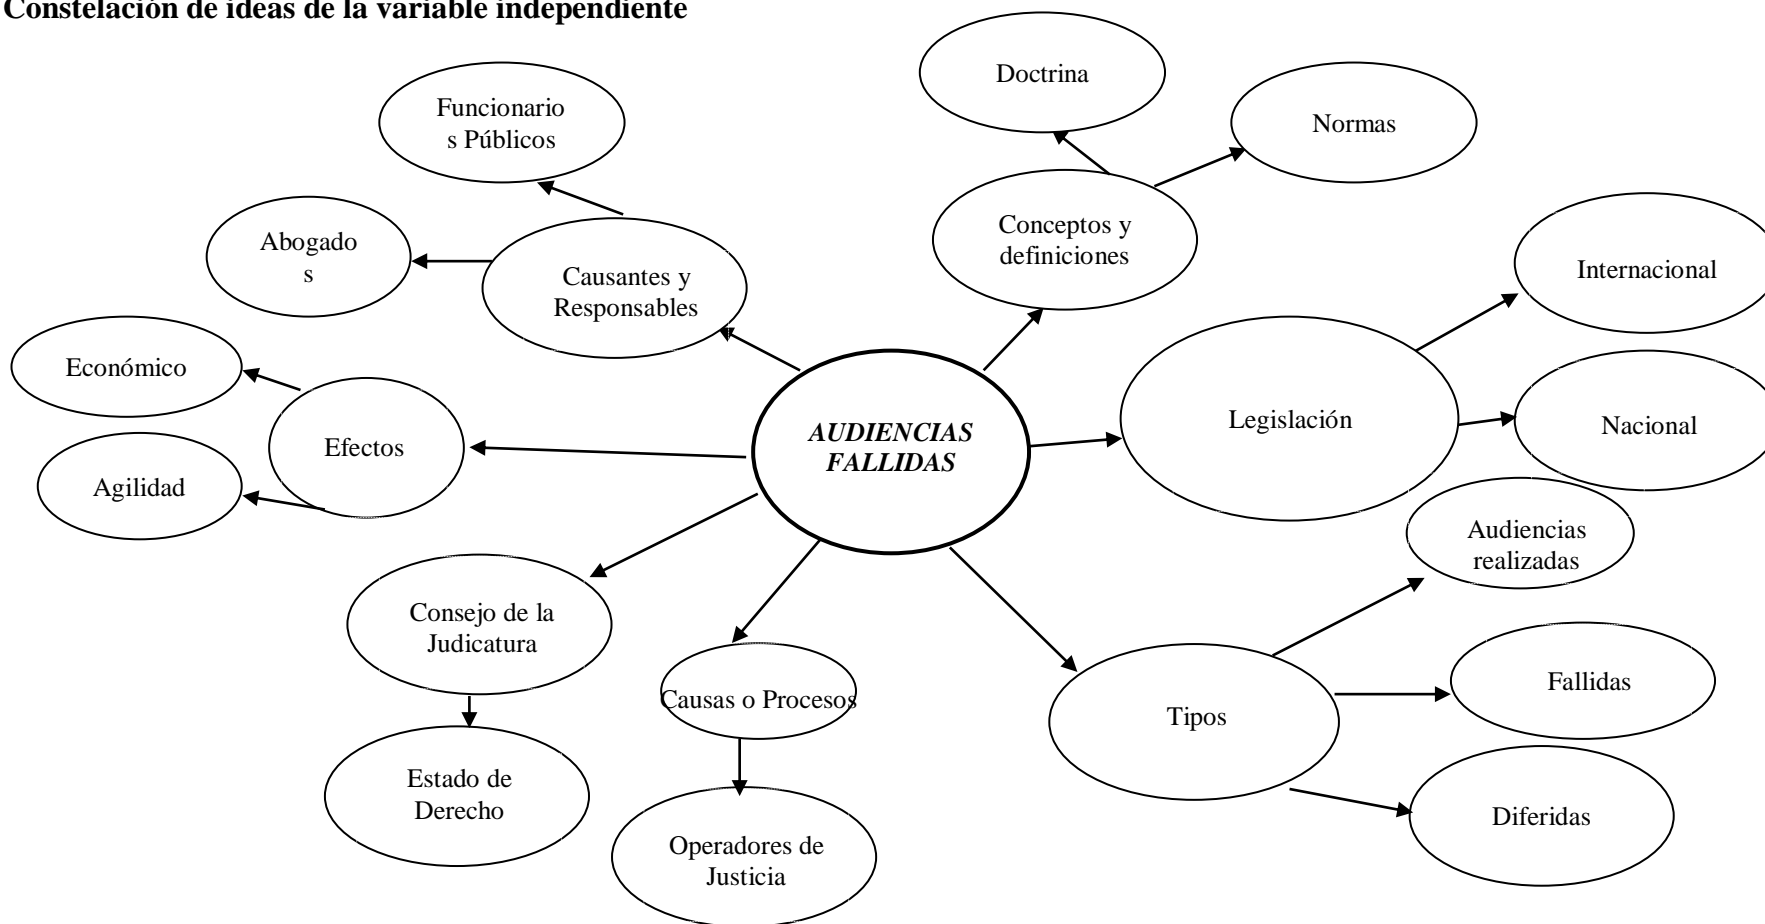 Constelación de ideas de la variable independiente
Doctrina
Funcionario
s Públicos
Normas
Conceptos y
definiciones
Abogado
s
Internacional
Causantes y
Responsables
Económico
Legislación
Nacional
AUDIENCIAS
FALLIDAS
Efectos
Agilidad
Audiencias
realizadas
Consejo de la
Judicatura
Fallidas
Causas o Procesos
Tipos
Estado de
Derecho
Diferidas
Operadores de
Justicia